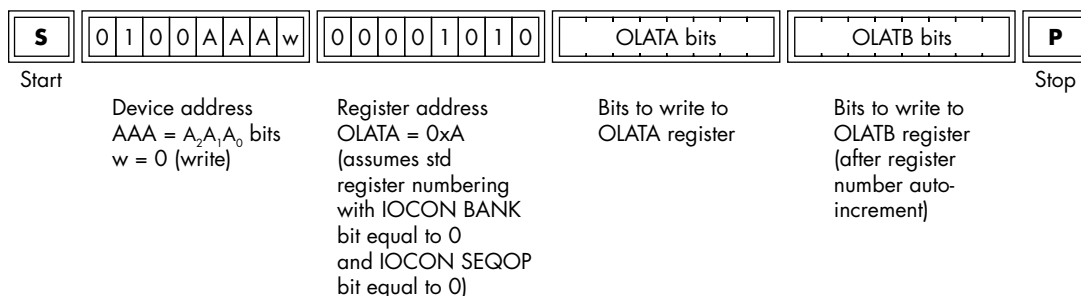 S 0 1 0 0 A A A w 0 0 0 0 1 0 1 0 OLATA bits OLATB bits P
Start
Stop
Device address
AAA = A₂A₁A₀ bits
w = 0 (write)
Register address
OLATA = 0xA
(assumes std
register numbering
with IOCON BANK
bit equal to 0
and IOCON SEQOP
bit equal to 0)
Bits to write to
OLATA register
Bits to write to
OLATB register
(after register
number auto-
increment)